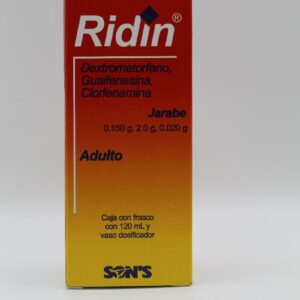 Ridin®
Dextrometorfano,
Guaifenesina,
Clorfenamina
Jarabe
0.150 g, 2.0 g, 0.020 g
Adulto
Caja con frasco
con 120 mL y
vaso dosificador
SON'S